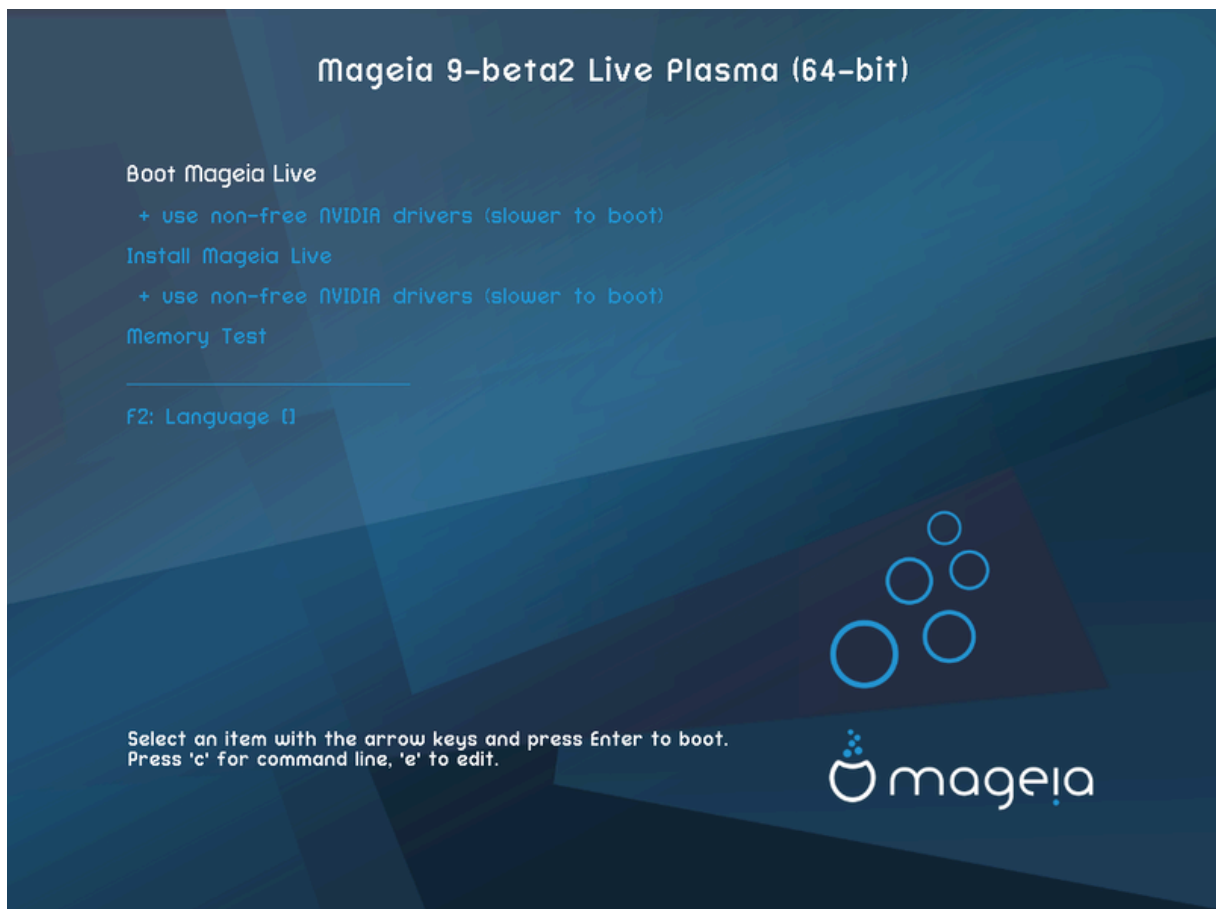 Mageia 9-beta2 Live Plasma (64-bit)
Boot Mageia Live
+ use non-free NVIDIA drivers (slower to boot)
Install Mageia Live
+ use non-free NVIDIA drivers (slower to boot)
Memory Test
F2: Language []
Select an item with the arrow keys and press Enter to boot.
Press 'c' for command line, 'e' to edit.
mageia